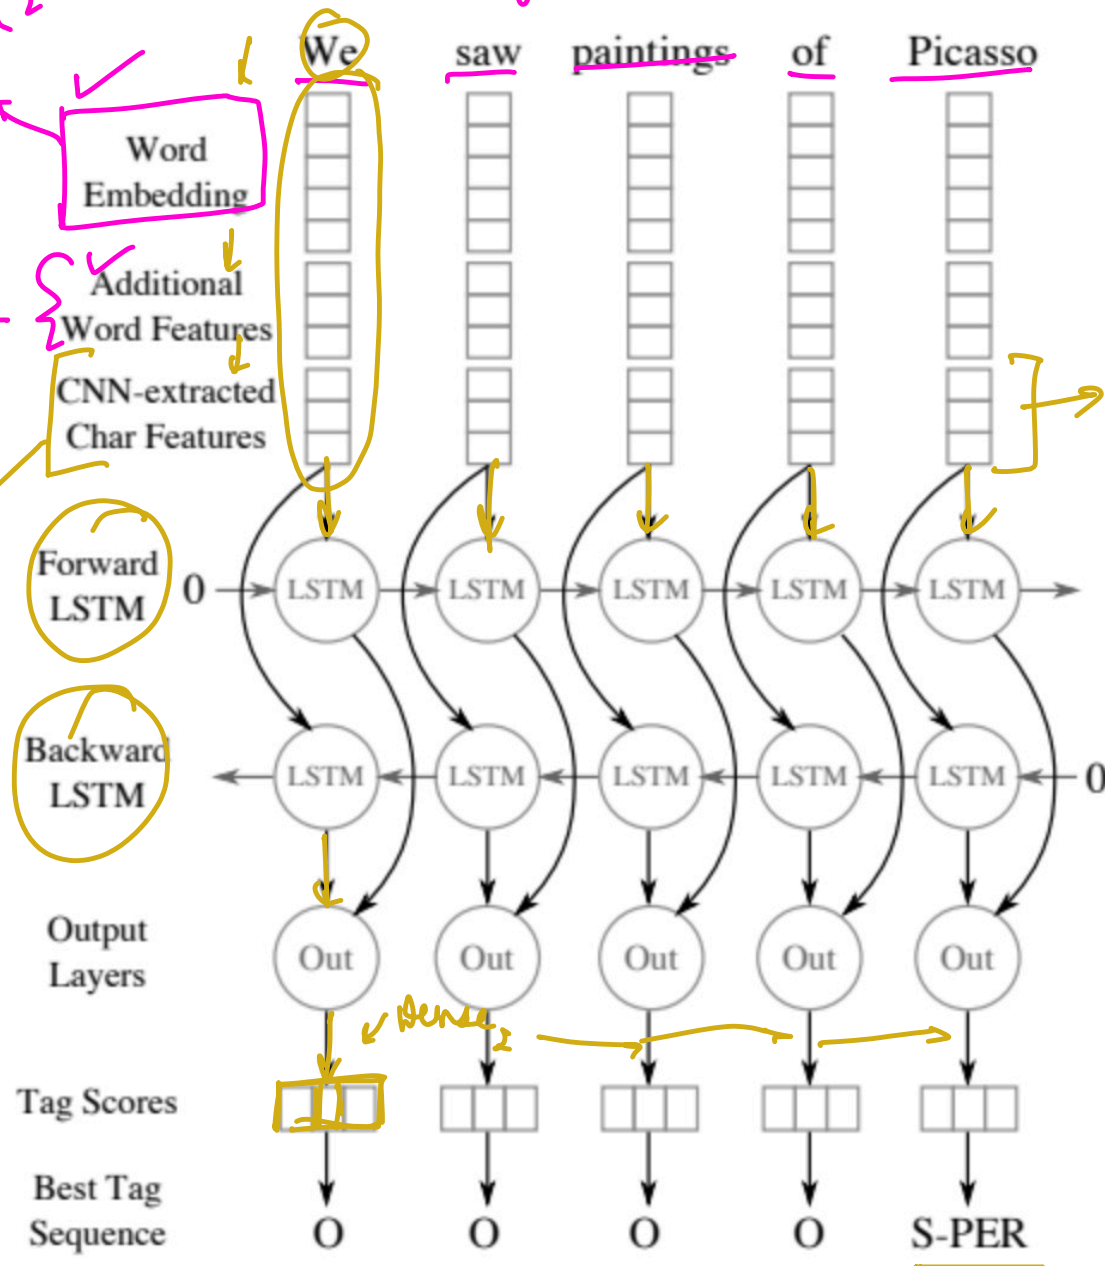 We saw paintings of Picasso
Word
Embedding
Additional
Word Features
CNN-extracted
Char Features
Forward
LSTM
0 LSTM LSTM LSTM LSTM LSTM
Backward
LSTM
LSTM LSTM LSTM LSTM LSTM 0
Output
Layers
Out Out Out Out Out
Dense
Tag Scores
Best Tag
Sequence
O O O O S-PER